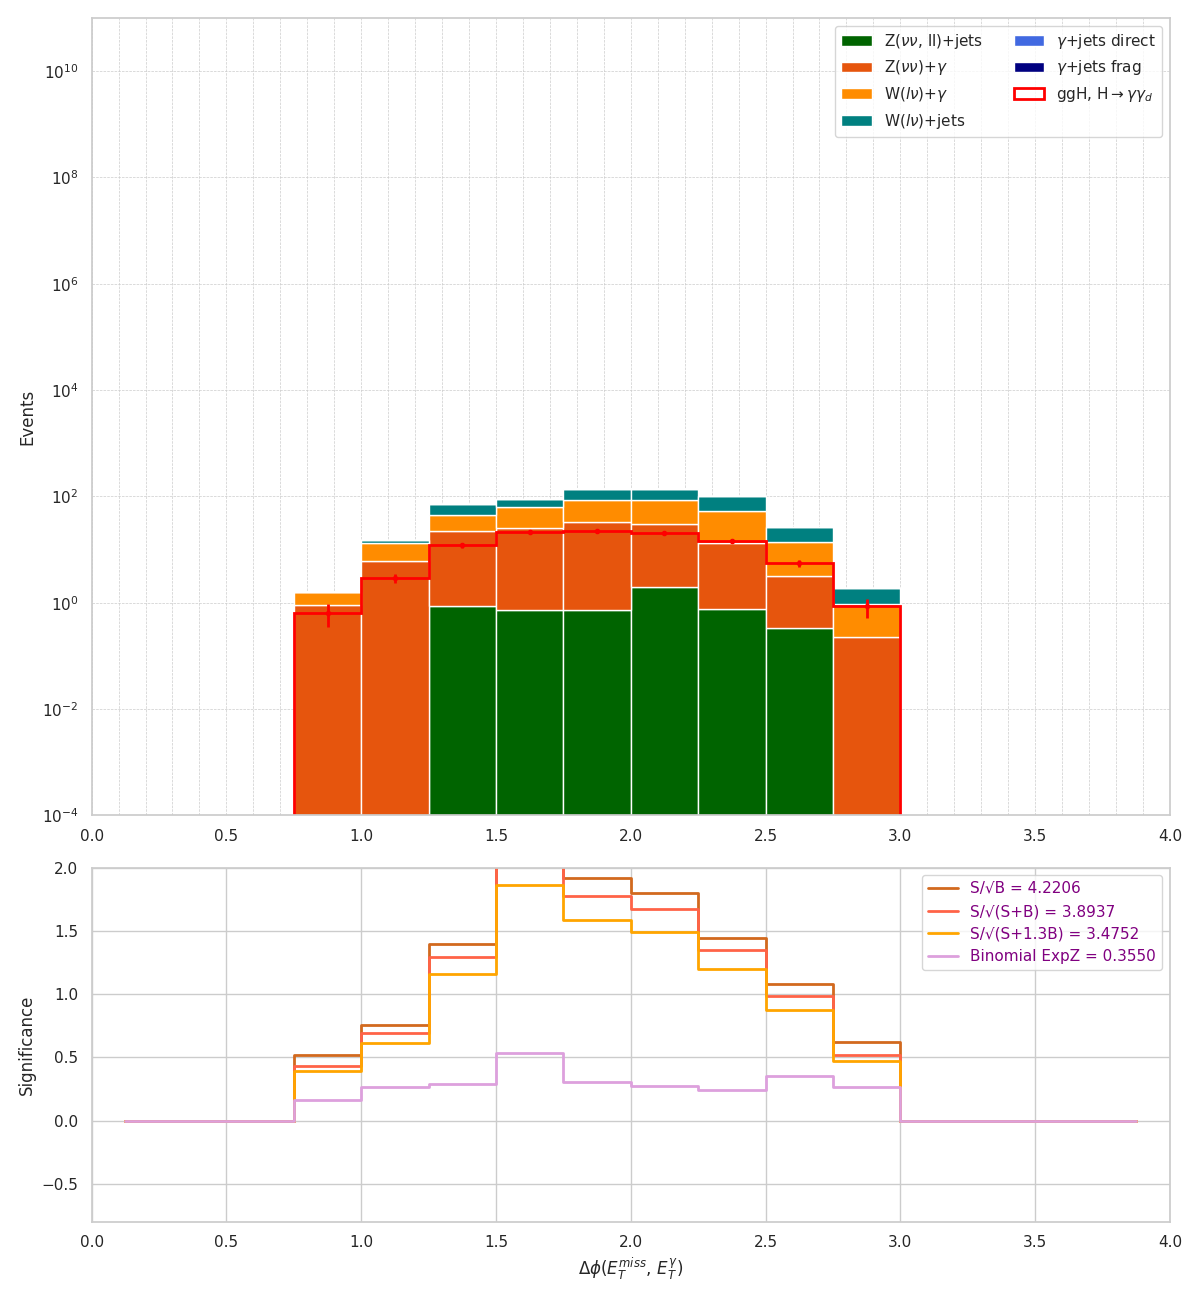 Z(νν, ll)+jets
Z(νν)+γ
W(lν)+γ
W(lν)+jets
γ+jets direct
γ+jets frag
ggH, H→γγ_d
Events
10^10
10^8
10^6
10^4
10^2
10^0
10^−2
10^−4
0.0 0.5 1.0 1.5 2.0 2.5 3.0 3.5 4.0
S/√B = 4.2206
S/√(S+B) = 3.8937
S/√(S+1.3B) = 3.4752
Binomial ExpZ = 0.3550
Significance
2.0
1.5
1.0
0.5
0.0
−0.5
0.0 0.5 1.0 1.5 2.0 2.5 3.0 3.5 4.0
Δϕ(E_T^miss, E_T^γ)